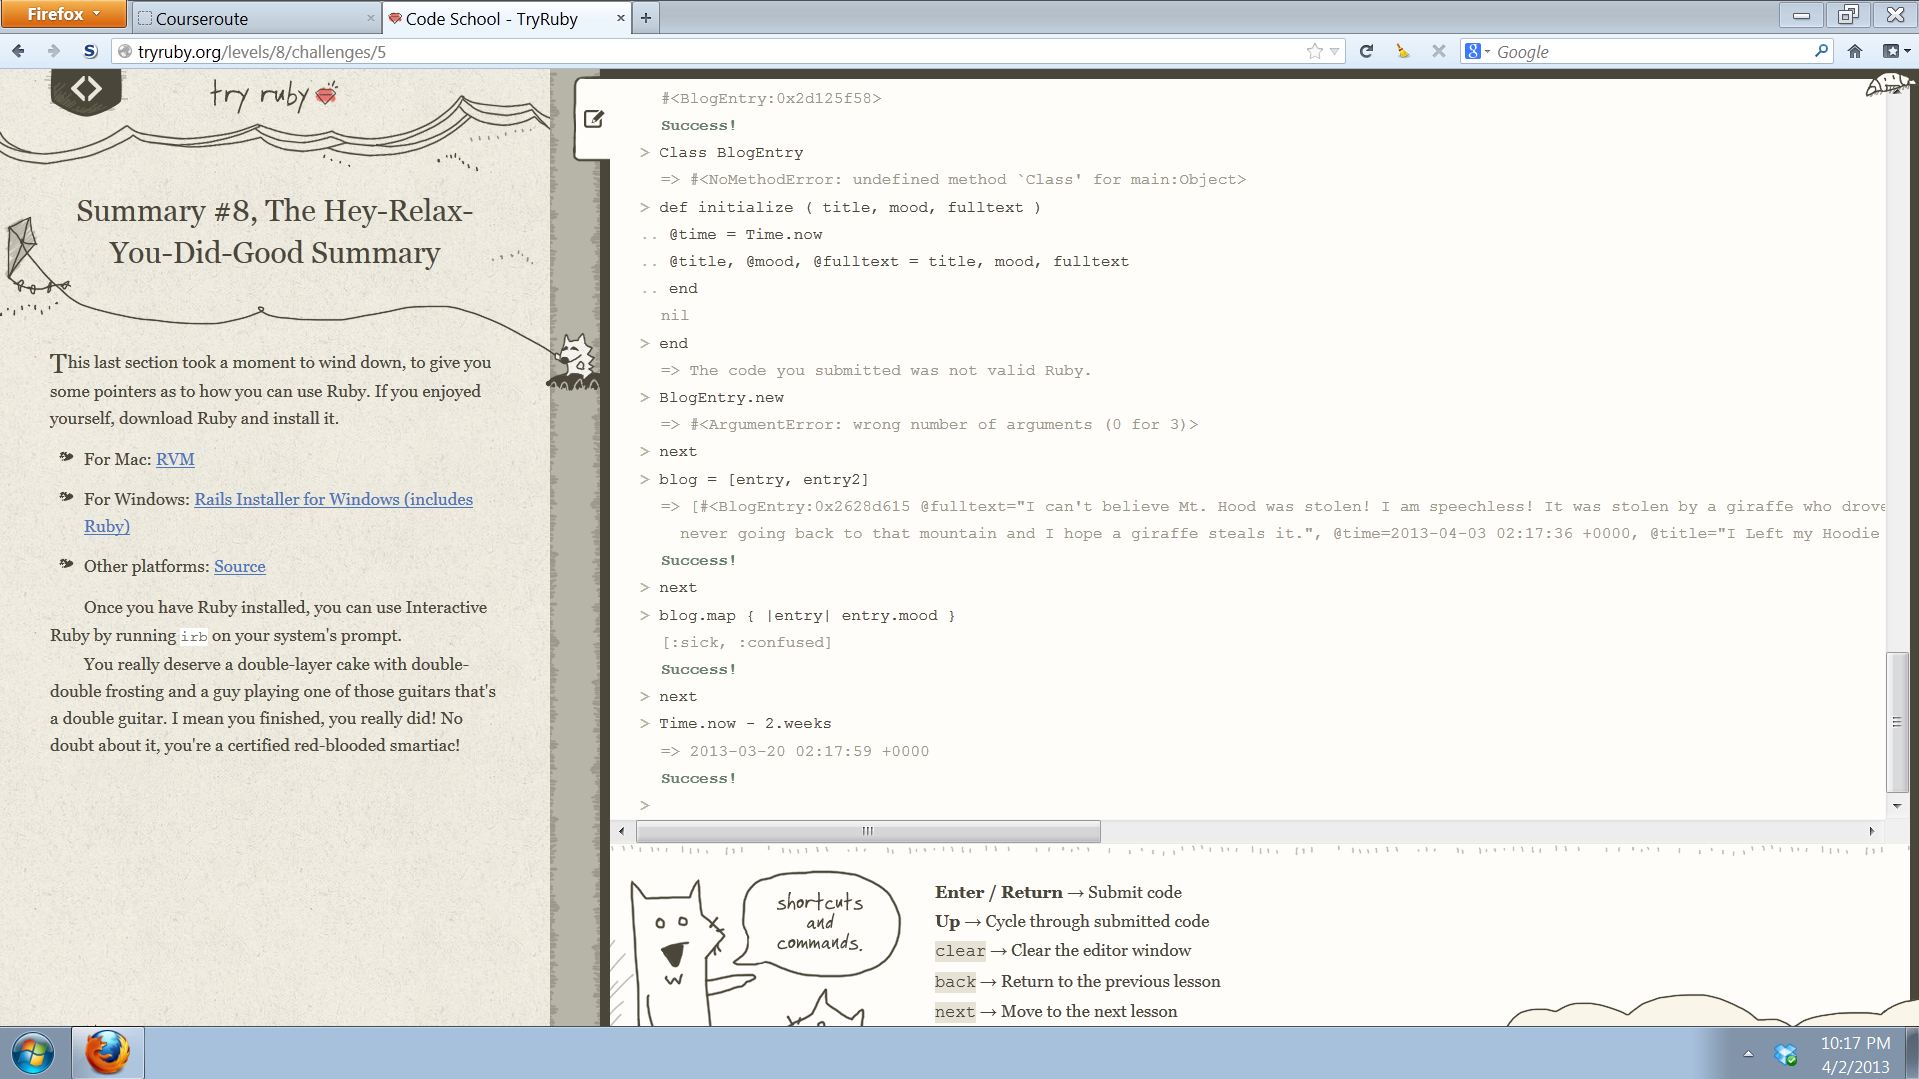 Firefox
Courseroute
Code School - TryRuby
tryruby.org/levels/8/challenges/5
Google
try ruby
Summary #8, The Hey-Relax-
You-Did-Good Summary
This last section took a moment to wind down, to give you
some pointers as to how you can use Ruby. If you enjoyed
yourself, download Ruby and install it.
For Mac: RVM
For Windows: Rails Installer for Windows (includes
Ruby)
Other platforms: Source
Once you have Ruby installed, you can use Interactive
Ruby by running irb on your system's prompt.
You really deserve a double-layer cake with double-
double frosting and a guy playing one of those guitars that's
a double guitar. I mean you finished, you really did! No
doubt about it, you're a certified red-blooded smartiac!
#<BlogEntry:0x2d125f58>
Success!
> Class BlogEntry
=> #<NoMethodError: undefined method `Class' for main:Object>
> def initialize ( title, mood, fulltext )
.. @time = Time.now
.. @title, @mood, @fulltext = title, mood, fulltext
.. end
nil
> end
=> The code you submitted was not valid Ruby.
> BlogEntry.new
=> #<ArgumentError: wrong number of arguments (0 for 3)>
> next
> blog = [entry, entry2]
=> [#<BlogEntry:0x2628d615 @fulltext="I can't believe Mt. Hood was stolen! I am speechless! It was stolen by a giraffe who drove
never going back to that mountain and I hope a giraffe steals it.", @time=2013-04-03 02:17:36 +0000, @title="I Left my Hoodie
Success!
> next
> blog.map { |entry| entry.mood }
[:sick, :confused]
Success!
> next
> Time.now - 2.weeks
=> 2013-03-20 02:17:59 +0000
Success!
>
shortcuts
and
commands.
Enter / Return → Submit code
Up → Cycle through submitted code
clear → Clear the editor window
back → Return to the previous lesson
next → Move to the next lesson
10:17 PM
4/2/2013